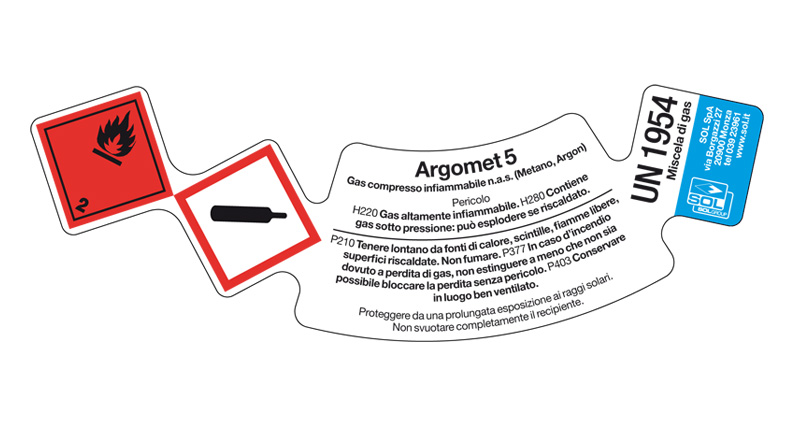 2
Argomet 5
Gas compresso infiammabile n.a.s. (Metano, Argon)
Pericolo
H220 Gas altamente infiammabile. H280 Contiene
gas sotto pressione: può esplodere se riscaldato.
P210 Tenere lontano da fonti di calore, scintille, fiamme libere,
superfici riscaldate. Non fumare. P377 In caso d'incendio
dovuto a perdita di gas, non estinguere a meno che non sia
possibile bloccare la perdita senza pericolo. P403 Conservare
in luogo ben ventilato.
Proteggere da una prolungata esposizione ai raggi solari.
Non svuotare completamente il recipiente.
UN 1954
Miscela di gas
SOL
SOLGROUP
SOL SpA
via Borgazzi 27
20900 Monza
tel 039 23961
www.sol.it